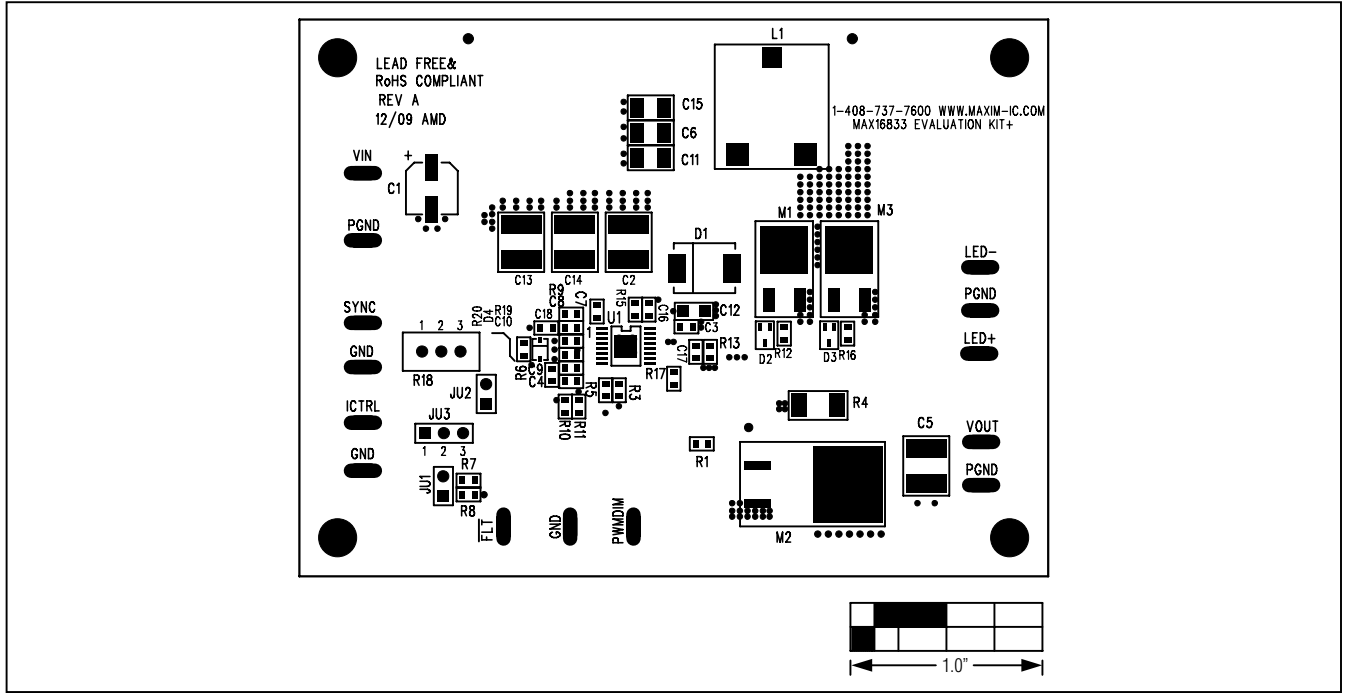 L1
LEAD FREE&
RoHS COMPLIANT
REV A
12/09 AMD
C15
C6
C11
1-408-737-7600 WWW.MAXIM-IC.COM
MAX16833 EVALUATION KIT+
VIN
+
C1
PGND
M1
M3
D1
LED-
C13
C14
C2
PGND
SYNC
R20
D4
R19
C10
R9
C8
C7
R15
C16
C12
C18
U1
1
C3
LED+
1 2 3
GND
R18
R6
C9
C4
C17
R13
D2
R12
D3
R16
R17
JU2
R5
R3
R4
ICTRL
JU3
1 2 3
R10
R11
C5
VOUT
GND
R7
R1
PGND
JU1
R8
FLT
GND
PWMDIM
M2
1.0"